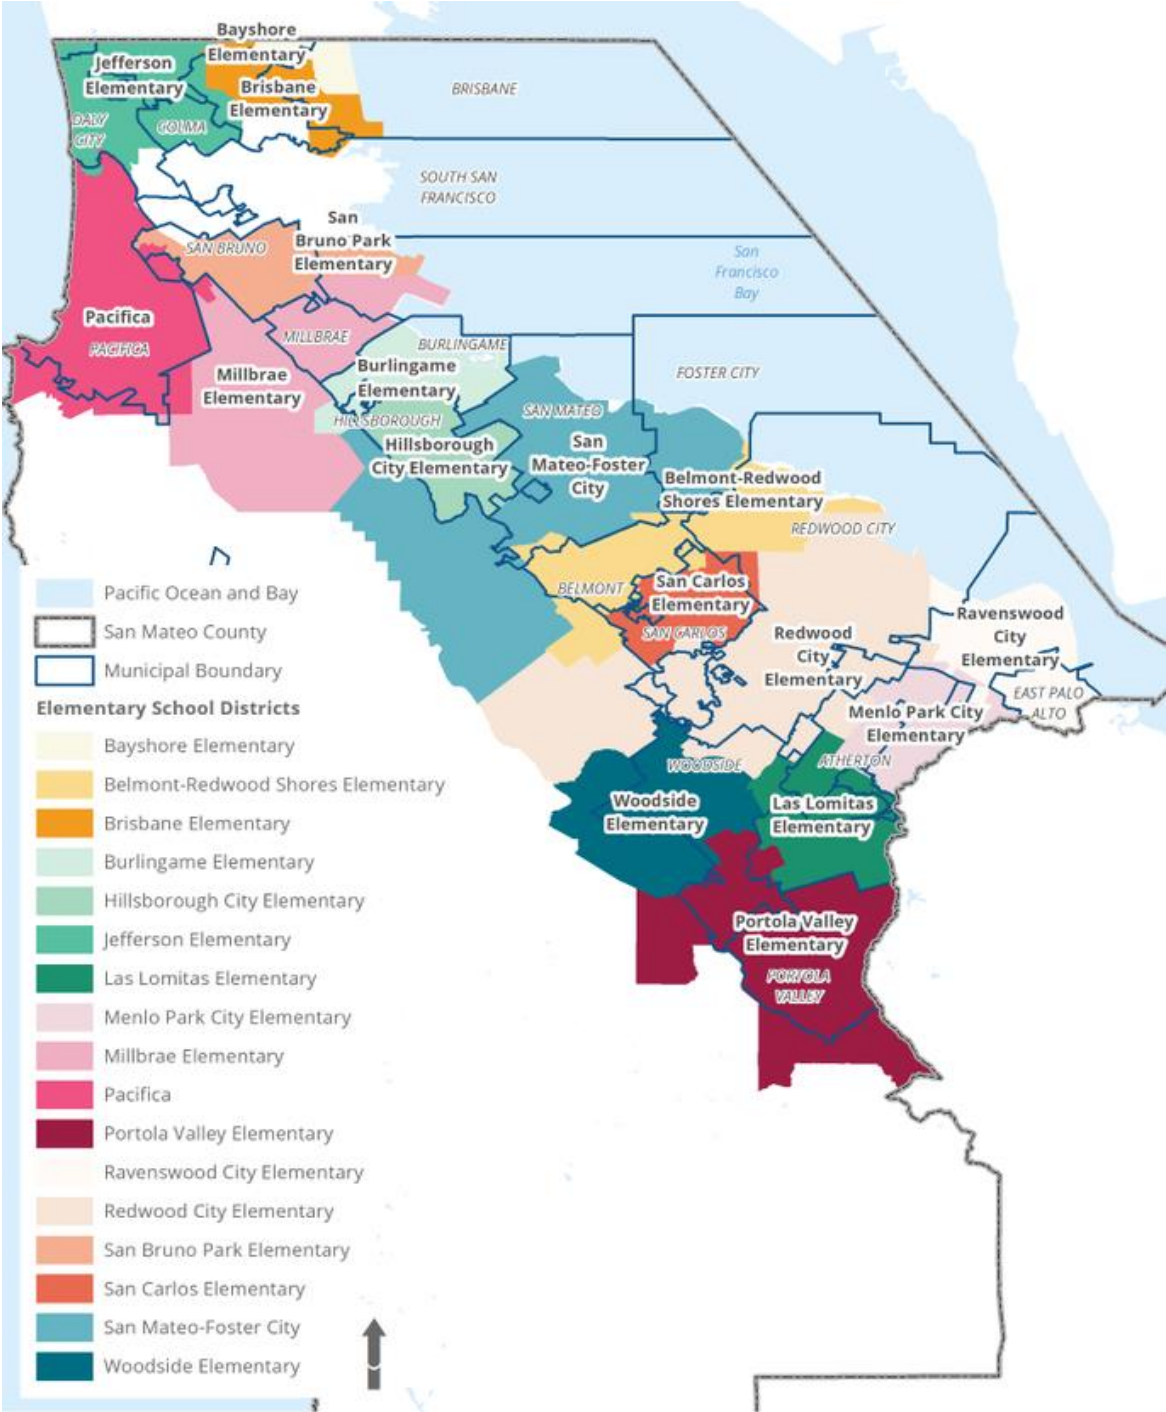 Bayshore
Elementary
Jefferson
Elementary
Brisbane
Elementary
BRISBANE
DALY
CITY
COLMA
SOUTH SAN
FRANCISCO
San
Bruno Park
Elementary
SAN BRUNO
San
Francisco
Bay
Pacifica
PACIFICA
MILLBRAE
BURLINGAME
Millbrae
Elementary
Burlingame
Elementary
FOSTER CITY
HILLSBOROUGH
SAN MATEO
Hillsborough
City Elementary
San
Mateo-Foster
City
Belmont-Redwood
Shores Elementary
REDWOOD CITY
BELMONT
San Carlos
Elementary
SAN CARLOS
Redwood
City
Elementary
Ravenswood
City
Elementary
EAST PALO
ALTO
Menlo Park City
Elementary
ATHERTON
WOODSIDE
Woodside
Elementary
Las Lomitas
Elementary
Portola Valley
Elementary
PORTOLA
VALLEY
Pacific Ocean and Bay
San Mateo County
Municipal Boundary
Elementary School Districts
Bayshore Elementary
Belmont-Redwood Shores Elementary
Brisbane Elementary
Burlingame Elementary
Hillsborough City Elementary
Jefferson Elementary
Las Lomitas Elementary
Menlo Park City Elementary
Millbrae Elementary
Pacifica
Portola Valley Elementary
Ravenswood City Elementary
Redwood City Elementary
San Bruno Park Elementary
San Carlos Elementary
San Mateo-Foster City
Woodside Elementary